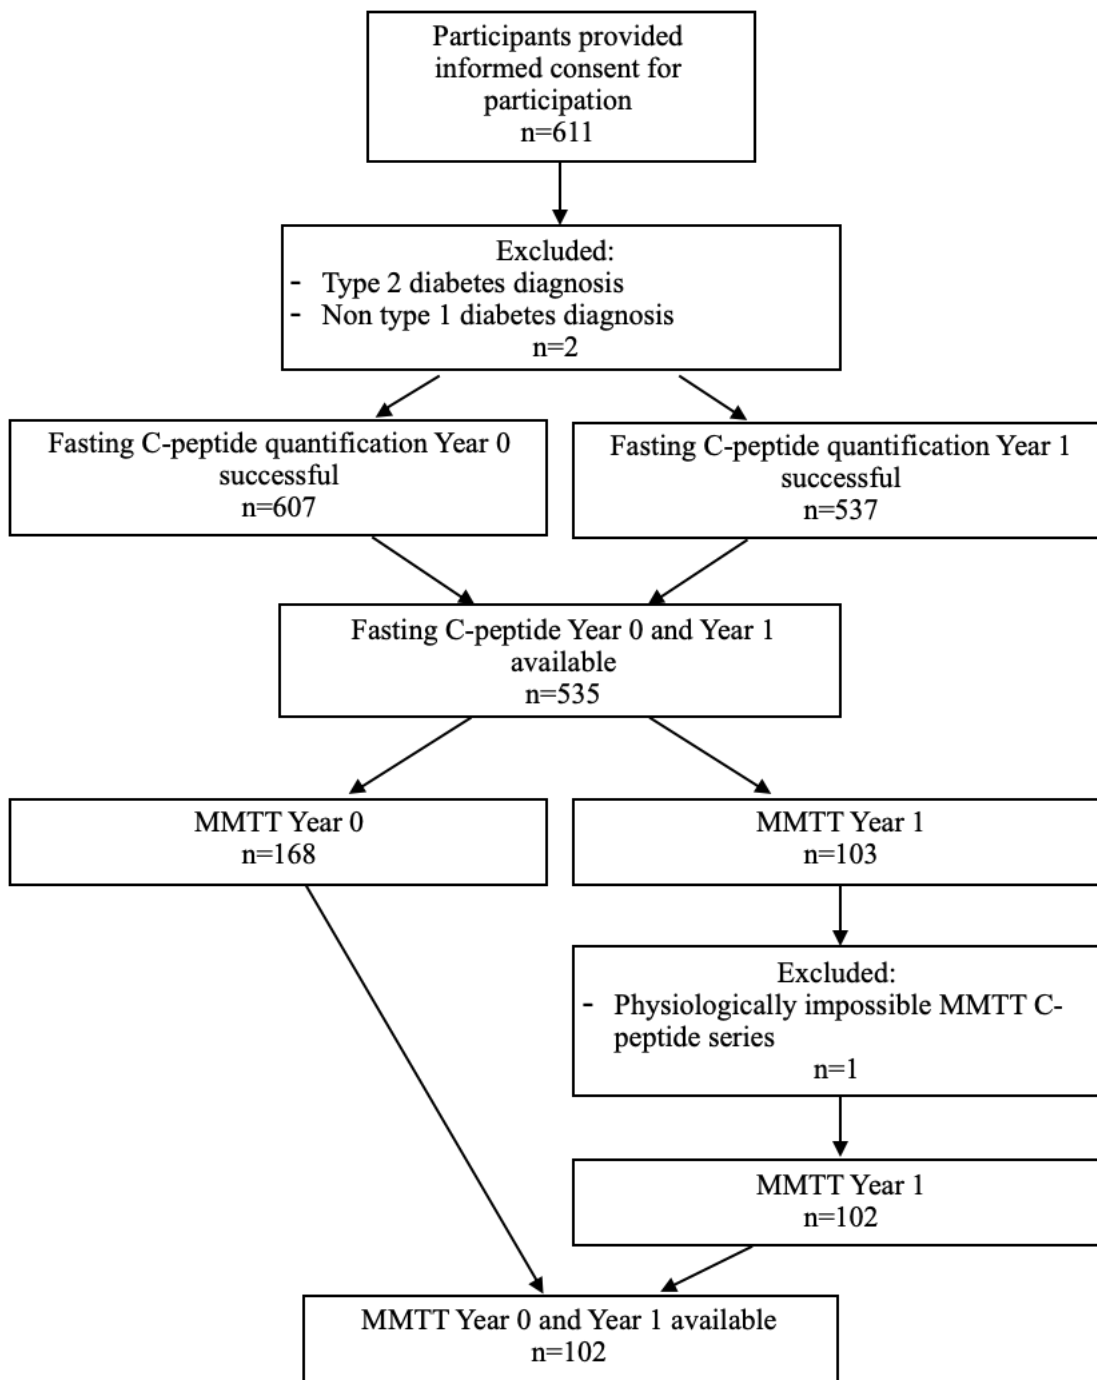 Participants provided
informed consent for
participation
n=611
Excluded:
- Type 2 diabetes diagnosis
- Non type 1 diabetes diagnosis
n=2
Fasting C-peptide quantification Year 0
successful
n=607
Fasting C-peptide quantification Year 1
successful
n=537
Fasting C-peptide Year 0 and Year 1
available
n=535
MMTT Year 0
n=168
MMTT Year 1
n=103
Excluded:
- Physiologically impossible MMTT C-
peptide series
n=1
MMTT Year 1
n=102
MMTT Year 0 and Year 1 available
n=102